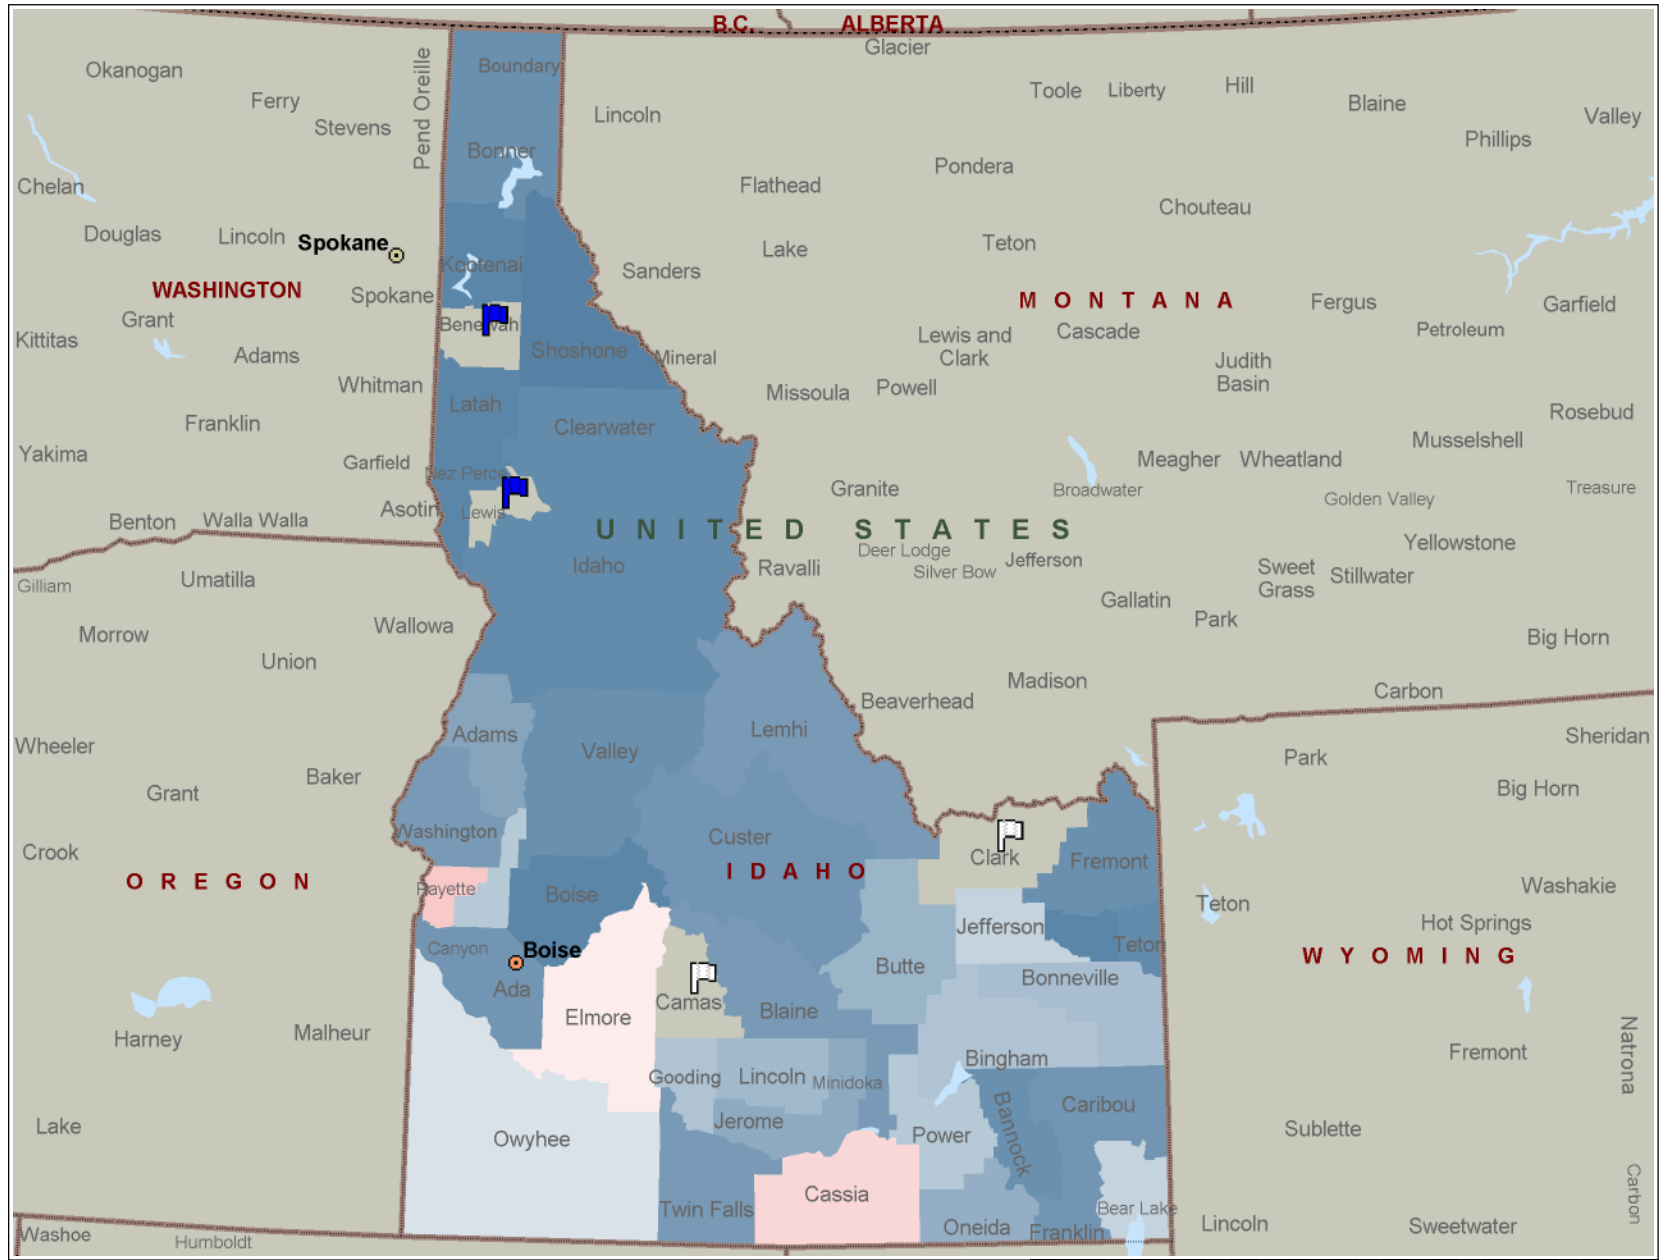 B.C.
ALBERTA
Glacier
Okanogan
Ferry
Stevens
Pend Oreille
Boundary
Lincoln
Toole
Liberty
Hill
Blaine
Valley
Phillips
Bonner
Chelan
Flathead
Pondera
Chouteau
Douglas
Lincoln
Spokane
Kootenai
Sanders
Lake
Teton
WASHINGTON
Spokane
MONTANA
Fergus
Garfield
Kittitas
Grant
Adams
Benewah
Shoshone
Mineral
Lewis and
Clark
Cascade
Petroleum
Judith
Basin
Whitman
Latah
Missoula
Powell
Rosebud
Franklin
Clearwater
Musselshell
Yakima
Garfield
Nez Perce
Meagher
Wheatland
Granite
Broadwater
Golden Valley
Treasure
Benton
Walla Walla
Asotin
Lewis
UNITED STATES
Deer Lodge
Silver Bow
Jefferson
Yellowstone
Gilliam
Umatilla
Idaho
Ravalli
Sweet
Grass
Stillwater
Gallatin
Park
Morrow
Wallowa
Union
Big Horn
Madison
Beaverhead
Carbon
Wheeler
Adams
Valley
Lemhi
Sheridan
Park
Baker
Grant
Big Horn
Washington
Custer
Crook
Clark
Fremont
OREGON
Payette
Boise
IDAHO
Washakie
Teton
Hot Springs
Canyon
Boise
Jefferson
Teton
WYOMING
Ada
Butte
Bonneville
Elmore
Camas
Blaine
Harney
Malheur
Bingham
Fremont
Natrona
Gooding
Lincoln
Minidoka
Lake
Jerome
Power
Bannock
Caribou
Sublette
Owyhee
Cassia
Twin Falls
Oneida
Franklin
Bear Lake
Lincoln
Sweetwater
Carbon
Washoe
Humboldt